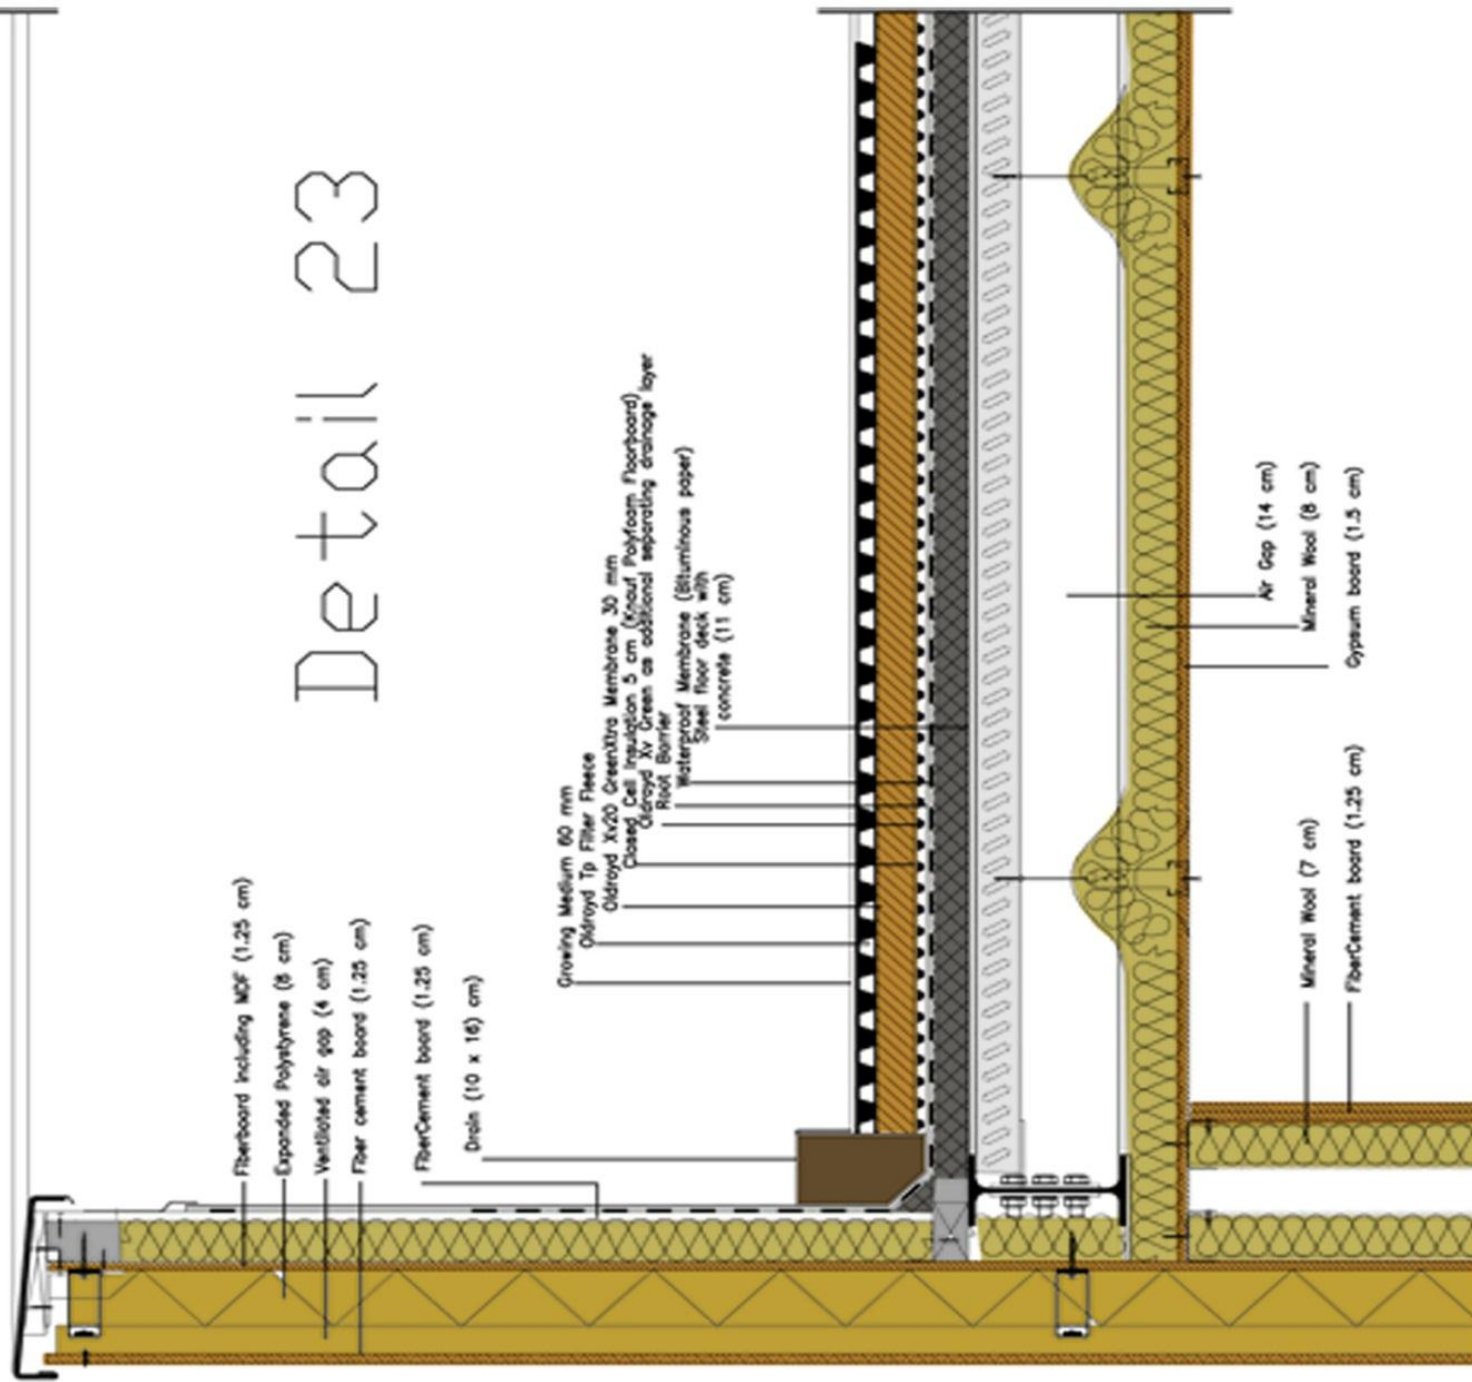 Detail 23
Fiberboard including MDF (1.25 cm)
Expanded Polystyrene (8 cm)
Ventilated air gap (4 cm)
Fiber cement board (1.25 cm)
FiberCement board (1.25 cm)
Drain (10 x 16) cm)
Growing Medium 60 mm
Oldroyd Tp Filter Fleece
Oldroyd Xv20 GreenXtra Membrane 30 mm
Closed Cell Insulation 5 cm (Knauf Polyfoam Floorboard)
Oldroyd Xv Green as additional separating drainage layer
Root Barrier
Waterproof Membrane (Bituminous paper)
Steel floor deck with
concrete (11 cm)
Air Gap (14 cm)
Mineral Wool (8 cm)
Gypsum board (1.5 cm)
Mineral Wool (7 cm)
FiberCement board (1.25 cm)